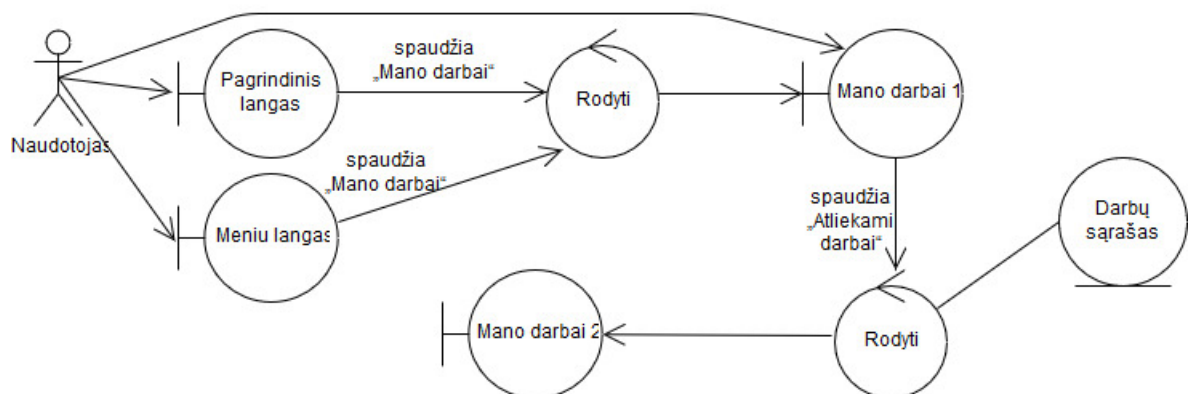 spaudžia
„Mano darbai“
Pagrindinis
langas
Rodyti
Mano darbai 1
Naudotojas
spaudžia
„Mano darbai“
Meniu langas
spaudžia
„Atliekami
darbai“
Darbų
sąrašas
Mano darbai 2
Rodyti